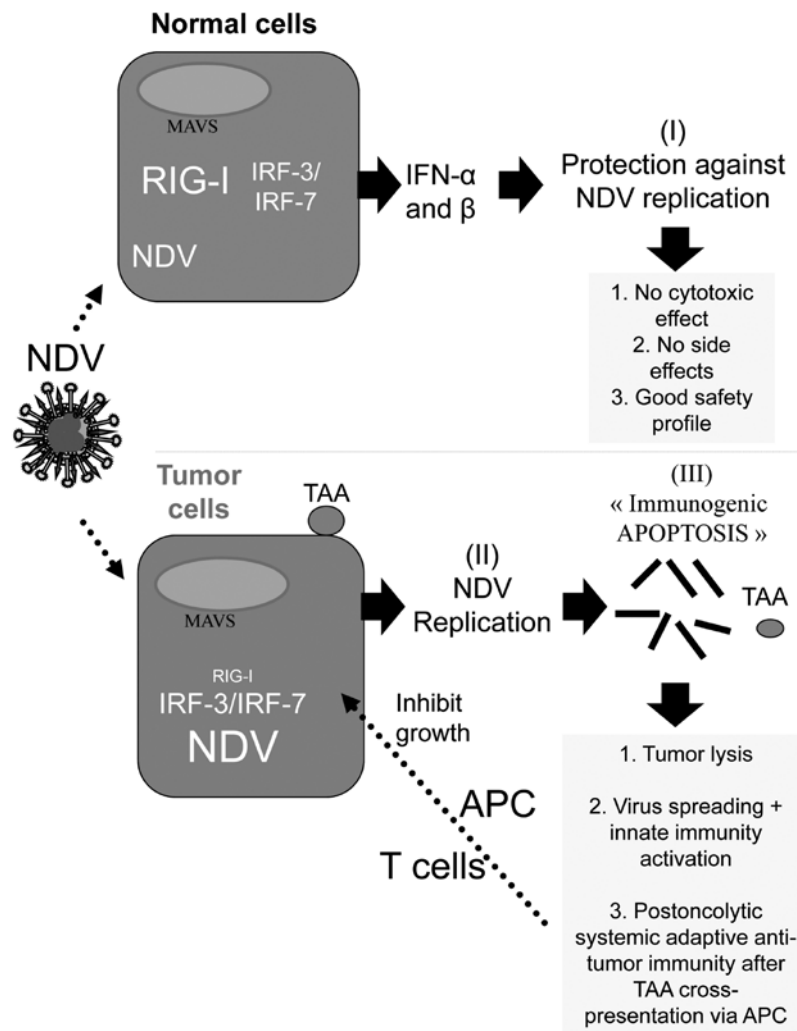 Normal cells
MAVS
RIG-I
IRF-3/
IRF-7
NDV
IFN-α
and β
(I)
Protection against
NDV replication
1. No cytotoxic
effect
2. No side
effects
3. Good safety
profile
NDV
Tumor
cells
TAA
MAVS
RIG-I
IRF-3/IRF-7
NDV
(II)
NDV
Replication
(III)
« Immunogenic
APOPTOSIS »
TAA
Inhibit
growth
APC
T cells
1. Tumor lysis
2. Virus spreading +
innate immunity
activation
3. Postoncolytic
systemic adaptive anti-
tumor immunity after
TAA cross-
presentation via APC